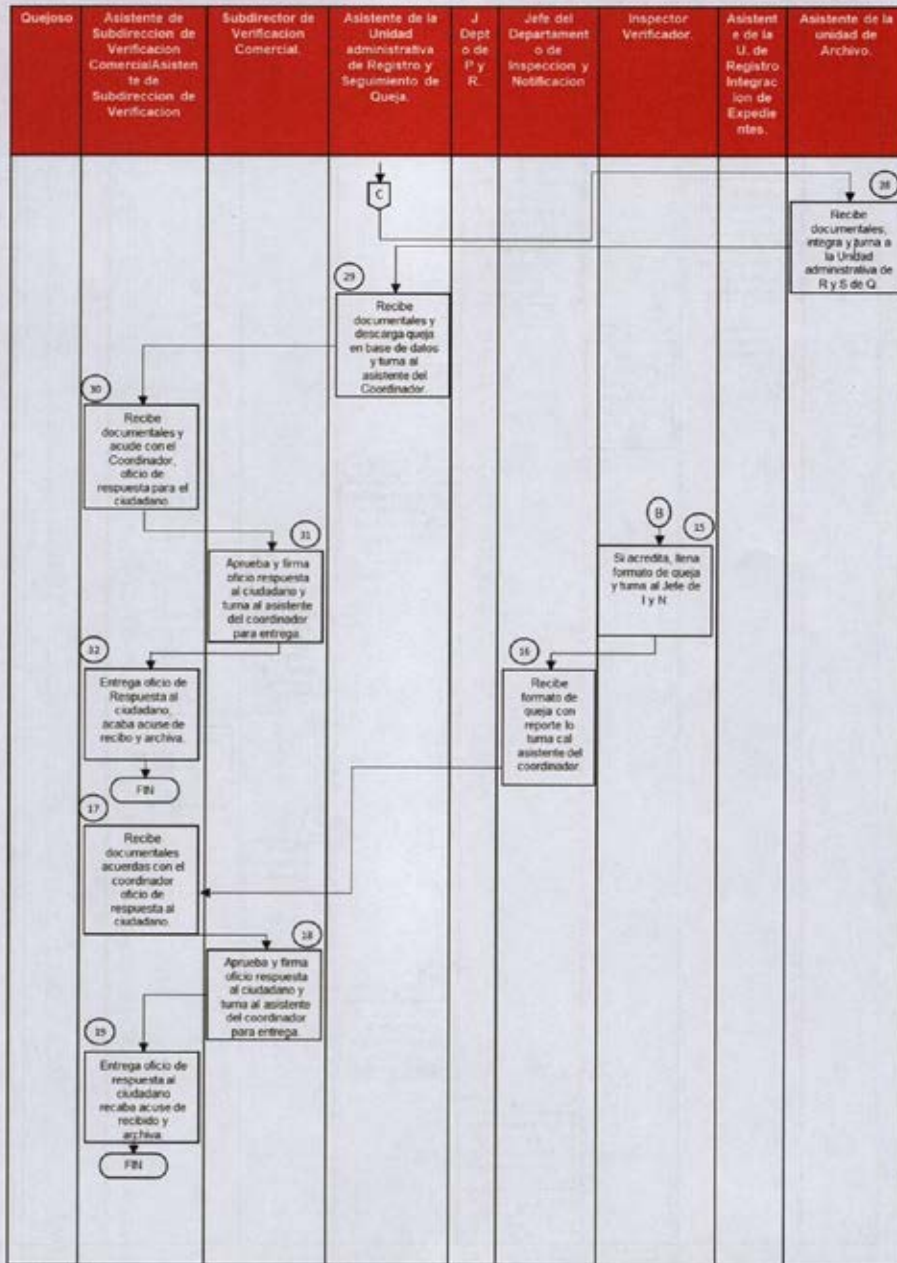 Quejoso
Asistente de
Subdireccion de
Verificacion
ComercialAsisten
te de
Subdireccion de
Verificacion
Subdirector de
Verificacion
Comercial.
Asistente de la
Unidad
administrativa
de Registro y
Seguimiento de
Queja.
J
Dept
o de
P y
R.
Jefe del
Departament
o de
Inspeccion y
Notificacion
Inspector
Verificador.
Asistent
e de la
U. de
Registro
Integrac
ion de
Expedie
ntes.
Asistente de la
unidad de
Archivo.
C
28
Recibe
documentales,
integra y turna a
la Unidad
administrativa de
R y S de Q.
29
Recibe
documentales y
descarga queja
en base de datos
y turna al
asistente del
Coordinador.
30
Recibe
documentales y
acude con el
Coordinador,
oficio de
respuesta para el
ciudadano.
31
Aprueba y firma
oficio respuesta
al ciudadano y
turna al asistente
del coordinador
para entrega.
32
Entrega oficio de
Respuesta al
ciudadano,
acaba acuse de
recibo y archiva.
FIN
B
15
Si acredita, llena
formato de queja
y turna al Jefe de
I y N.
16
Recibe
formato de
queja con
reporte lo
turna cal
asistente del
coordinador.
17
Recibe
documentales
acuerdas con el
coordinador
oficio de
respuesta al
ciudadano.
18
Aprueba y firma
oficio respuesta
al ciudadano y
turna al asistente
del coordinador
para entrega.
19
Entrega oficio de
respuesta al
ciudadano
recaba acuse de
recibido y
archiva.
FIN